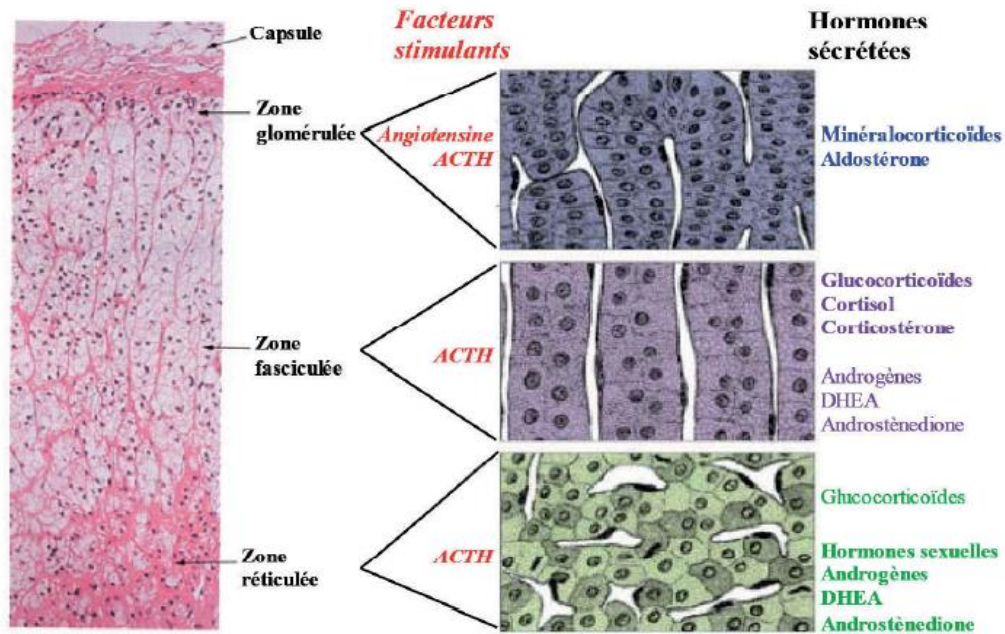 Facteurs
stimulants
Hormones
sécrétées
Capsule
Zone
glomérulée
Angiotensine
ACTH
Minéralocorticoïdes
Aldostérone
Zone
fasciculée
ACTH
Glucocorticoïdes
Cortisol
Corticostérone
Androgènes
DHEA
Androstènedione
Zone
réticulée
ACTH
Glucocorticoïdes
Hormones sexuelles
Androgènes
DHEA
Androstènedione